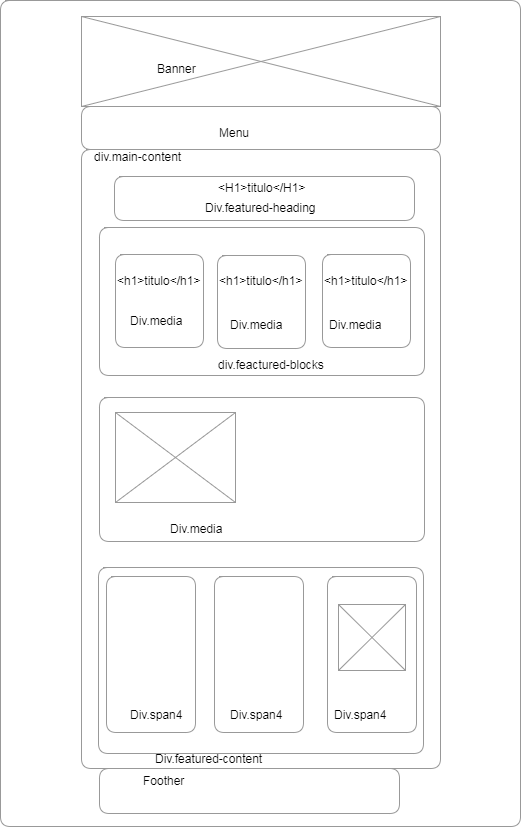 Banner
Menu
div.main-content
<H1>titulo</H1>
Div.featured-heading
<h1>titulo</h1> <h1>titulo</h1> <h1>titulo</h1>
Div.media Div.media Div.media
div.feactured-blocks
Div.media
Div.span4 Div.span4 Div.span4
Div.featured-content
Foother